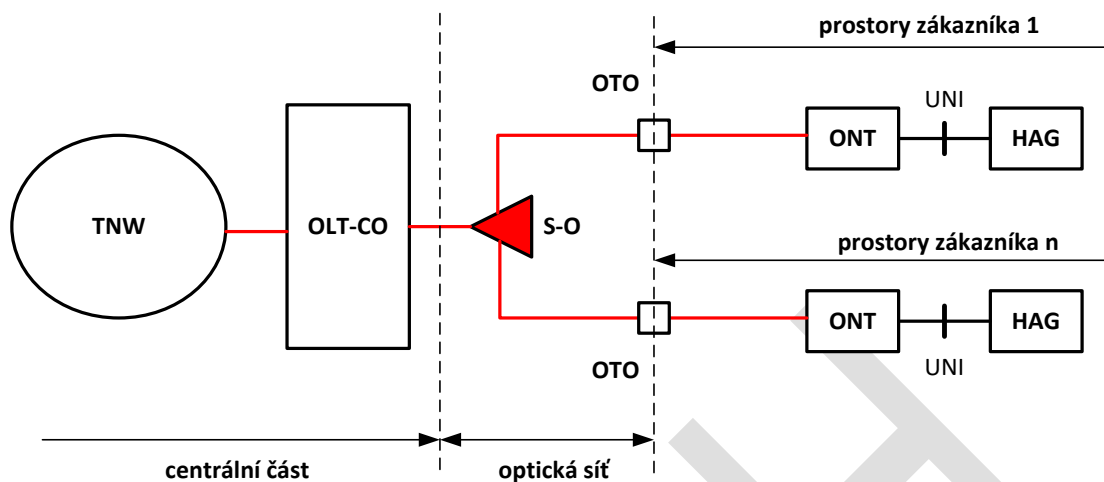 prostory zákazníka 1
OTO
UNI
ONT
HAG
TNW
OLT-CO
S-O
prostory zákazníka n
ONT
HAG
OTO
UNI
centrální část
optická síť